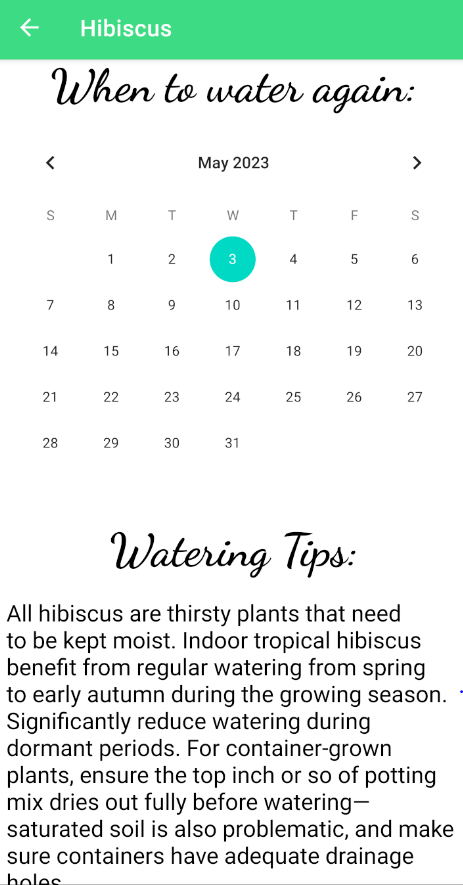 Hibiscus
When to water again:
May 2023
S M T W T F S
1 2 3 4 5 6
7 8 9 10 11 12 13
14 15 16 17 18 19 20
21 22 23 24 25 26 27
28 29 30 31
Watering Tips:
All hibiscus are thirsty plants that need
to be kept moist. Indoor tropical hibiscus
benefit from regular watering from spring
to early autumn during the growing season.
Significantly reduce watering during
dormant periods. For container-grown
plants, ensure the top inch or so of potting
mix dries out fully before watering—
saturated soil is also problematic, and make
sure containers have adequate drainage
holes